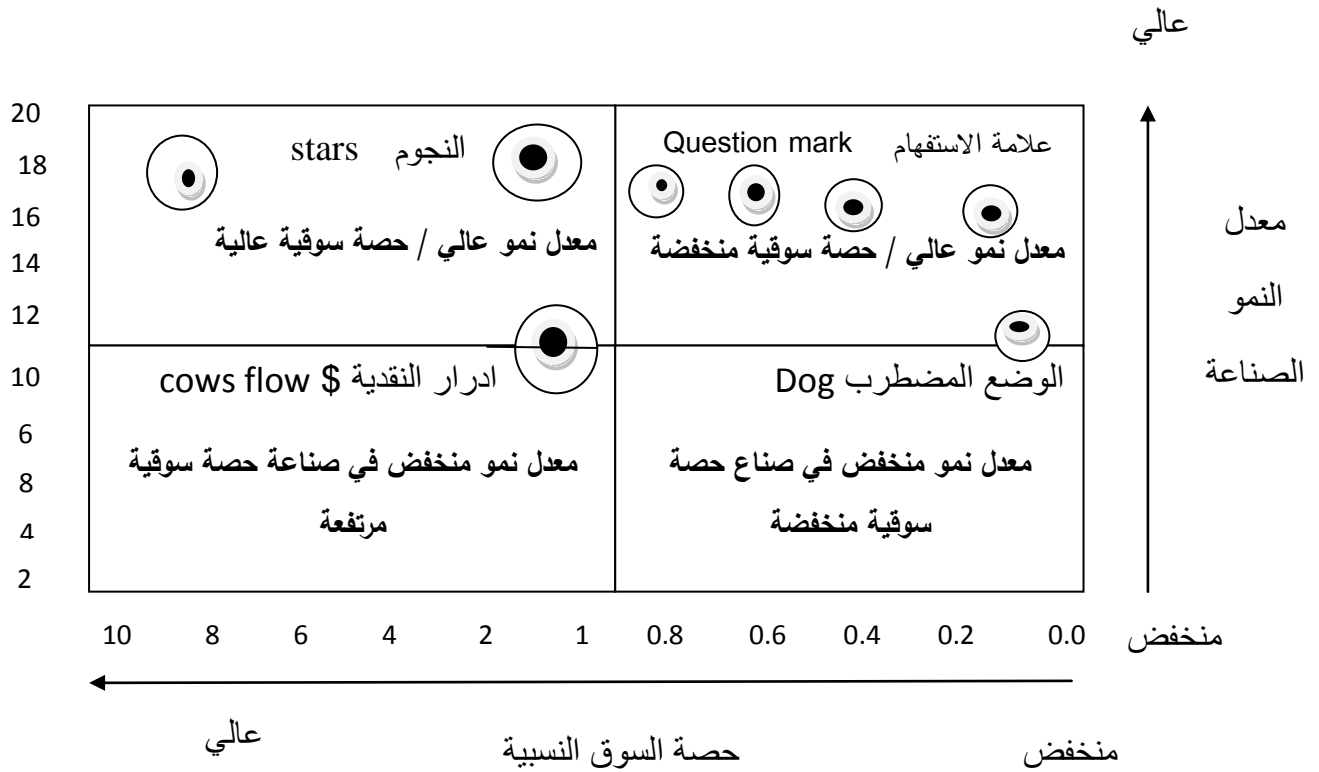 عالي
20
18
16
14
12
10
6
8
4
2
علامة الاستفهام Question mark
معدل نمو عالي / حصة سوقية منخفضة
النجوم stars
معدل نمو عالي / حصة سوقية عالية
الوضع المضطرب Dog
معدل نمو منخفض في صناع حصة
سوقية منخفضة
ادرار النقدية $ cows flow
معدل نمو منخفض في صناعة حصة سوقية
مرتفعة
معدل
النمو
الصناعة
منخفض
10 8 6 4 2 1 0.8 0.6 0.4 0.2 0.0
منخفض
حصة السوق النسبية
عالي